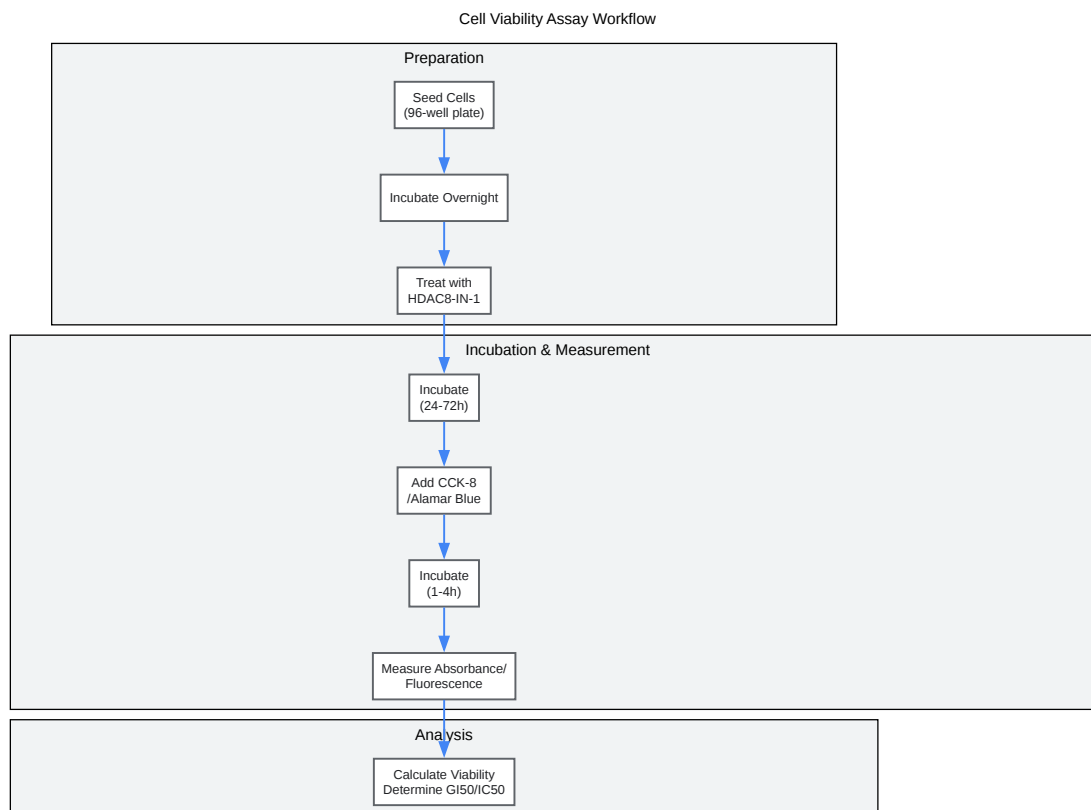 Cell Viability Assay Workflow
Preparation
Seed Cells
(96-well plate)
Incubate Overnight
Treat with
HDAC8-IN-1
Incubation & Measurement
Incubate
(24-72h)
Add CCK-8
/Alamar Blue
Incubate
(1-4h)
Measure Absorbance/
Fluorescence
Analysis
Calculate Viability
Determine GI50/IC50